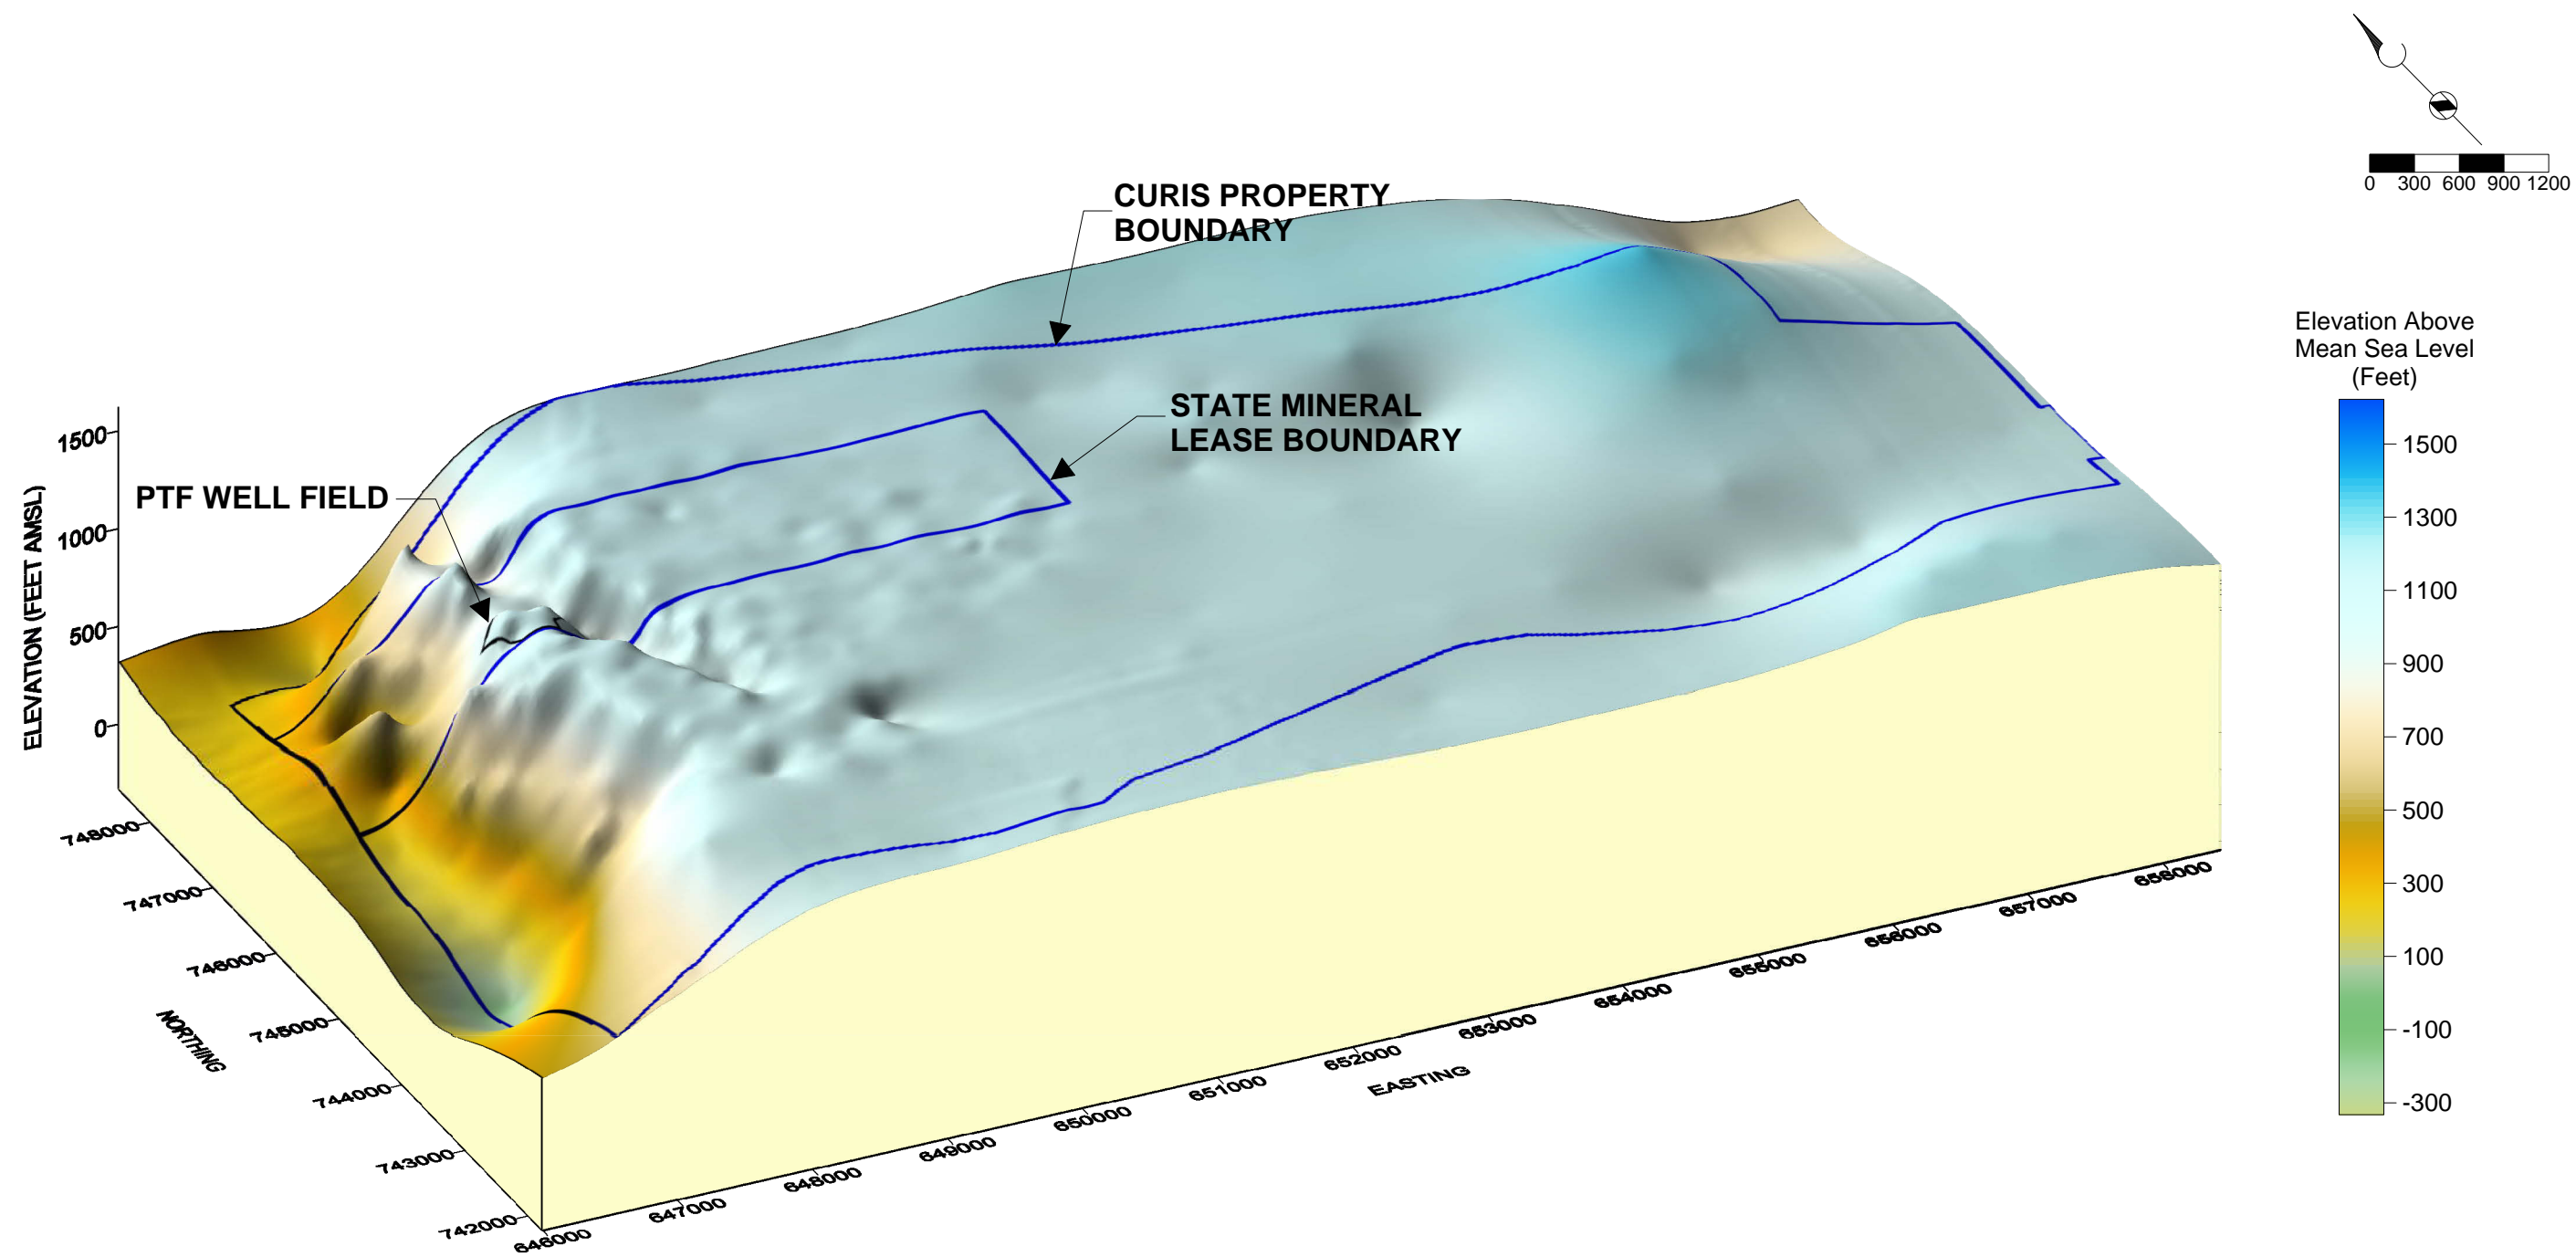 0 300 600 900 1200
CURIS PROPERTY
BOUNDARY
STATE MINERAL
LEASE BOUNDARY
PTF WELL FIELD
Elevation Above
Mean Sea Level
(Feet)
1500
1300
1100
900
700
500
300
100
-100
-300
ELEVATION (FEET AMSL)
1500
1000
500
0
748000
747000
746000
745000
744000
743000
742000
NORTHING
646000
647000
648000
649000
650000
651000
652000
653000
654000
655000
656000
657000
658000
EASTING